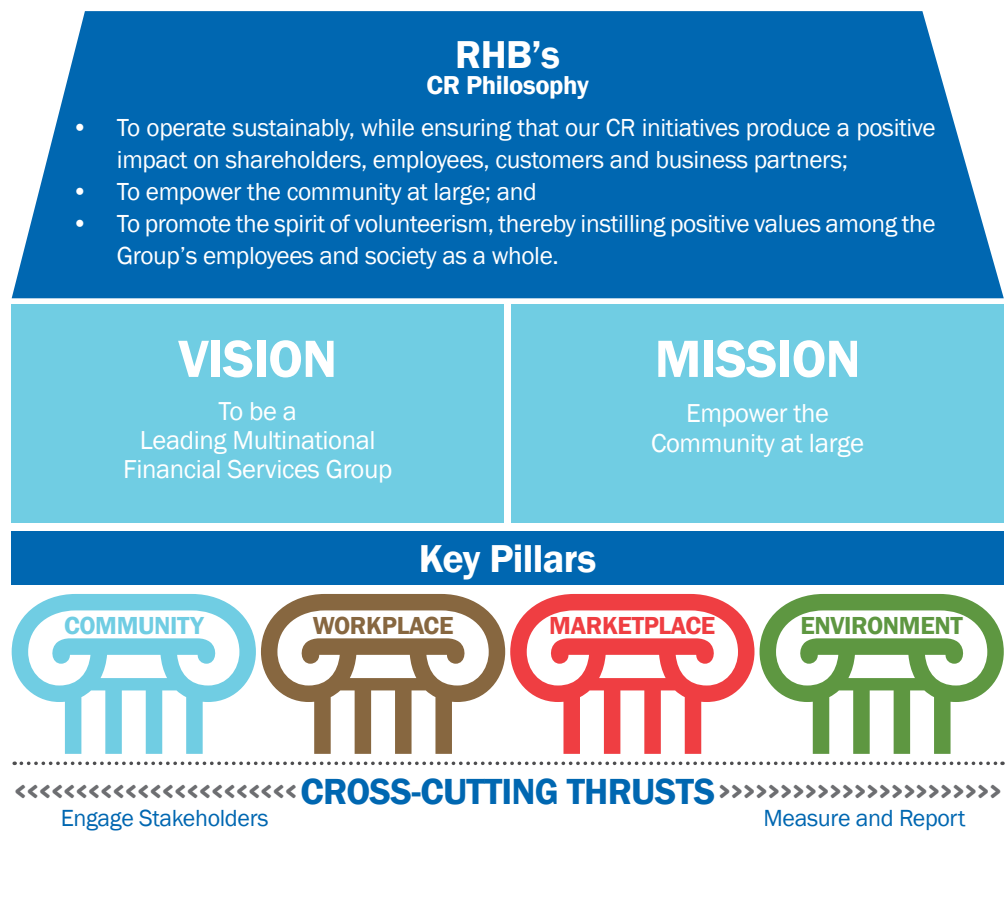 RHB's
CR Philosophy
• To operate sustainably, while ensuring that our CR initiatives produce a positive
impact on shareholders, employees, customers and business partners;
• To empower the community at large; and
• To promote the spirit of volunteerism, thereby instilling positive values among the
Group's employees and society as a whole.
VISION
To be a
Leading Multinational
Financial Services Group
MISSION
Empower the
Community at large
Key Pillars
COMMUNITY
WORKPLACE
MARKETPLACE
ENVIRONMENT
CROSS-CUTTING THRUSTS
Engage Stakeholders
Measure and Report